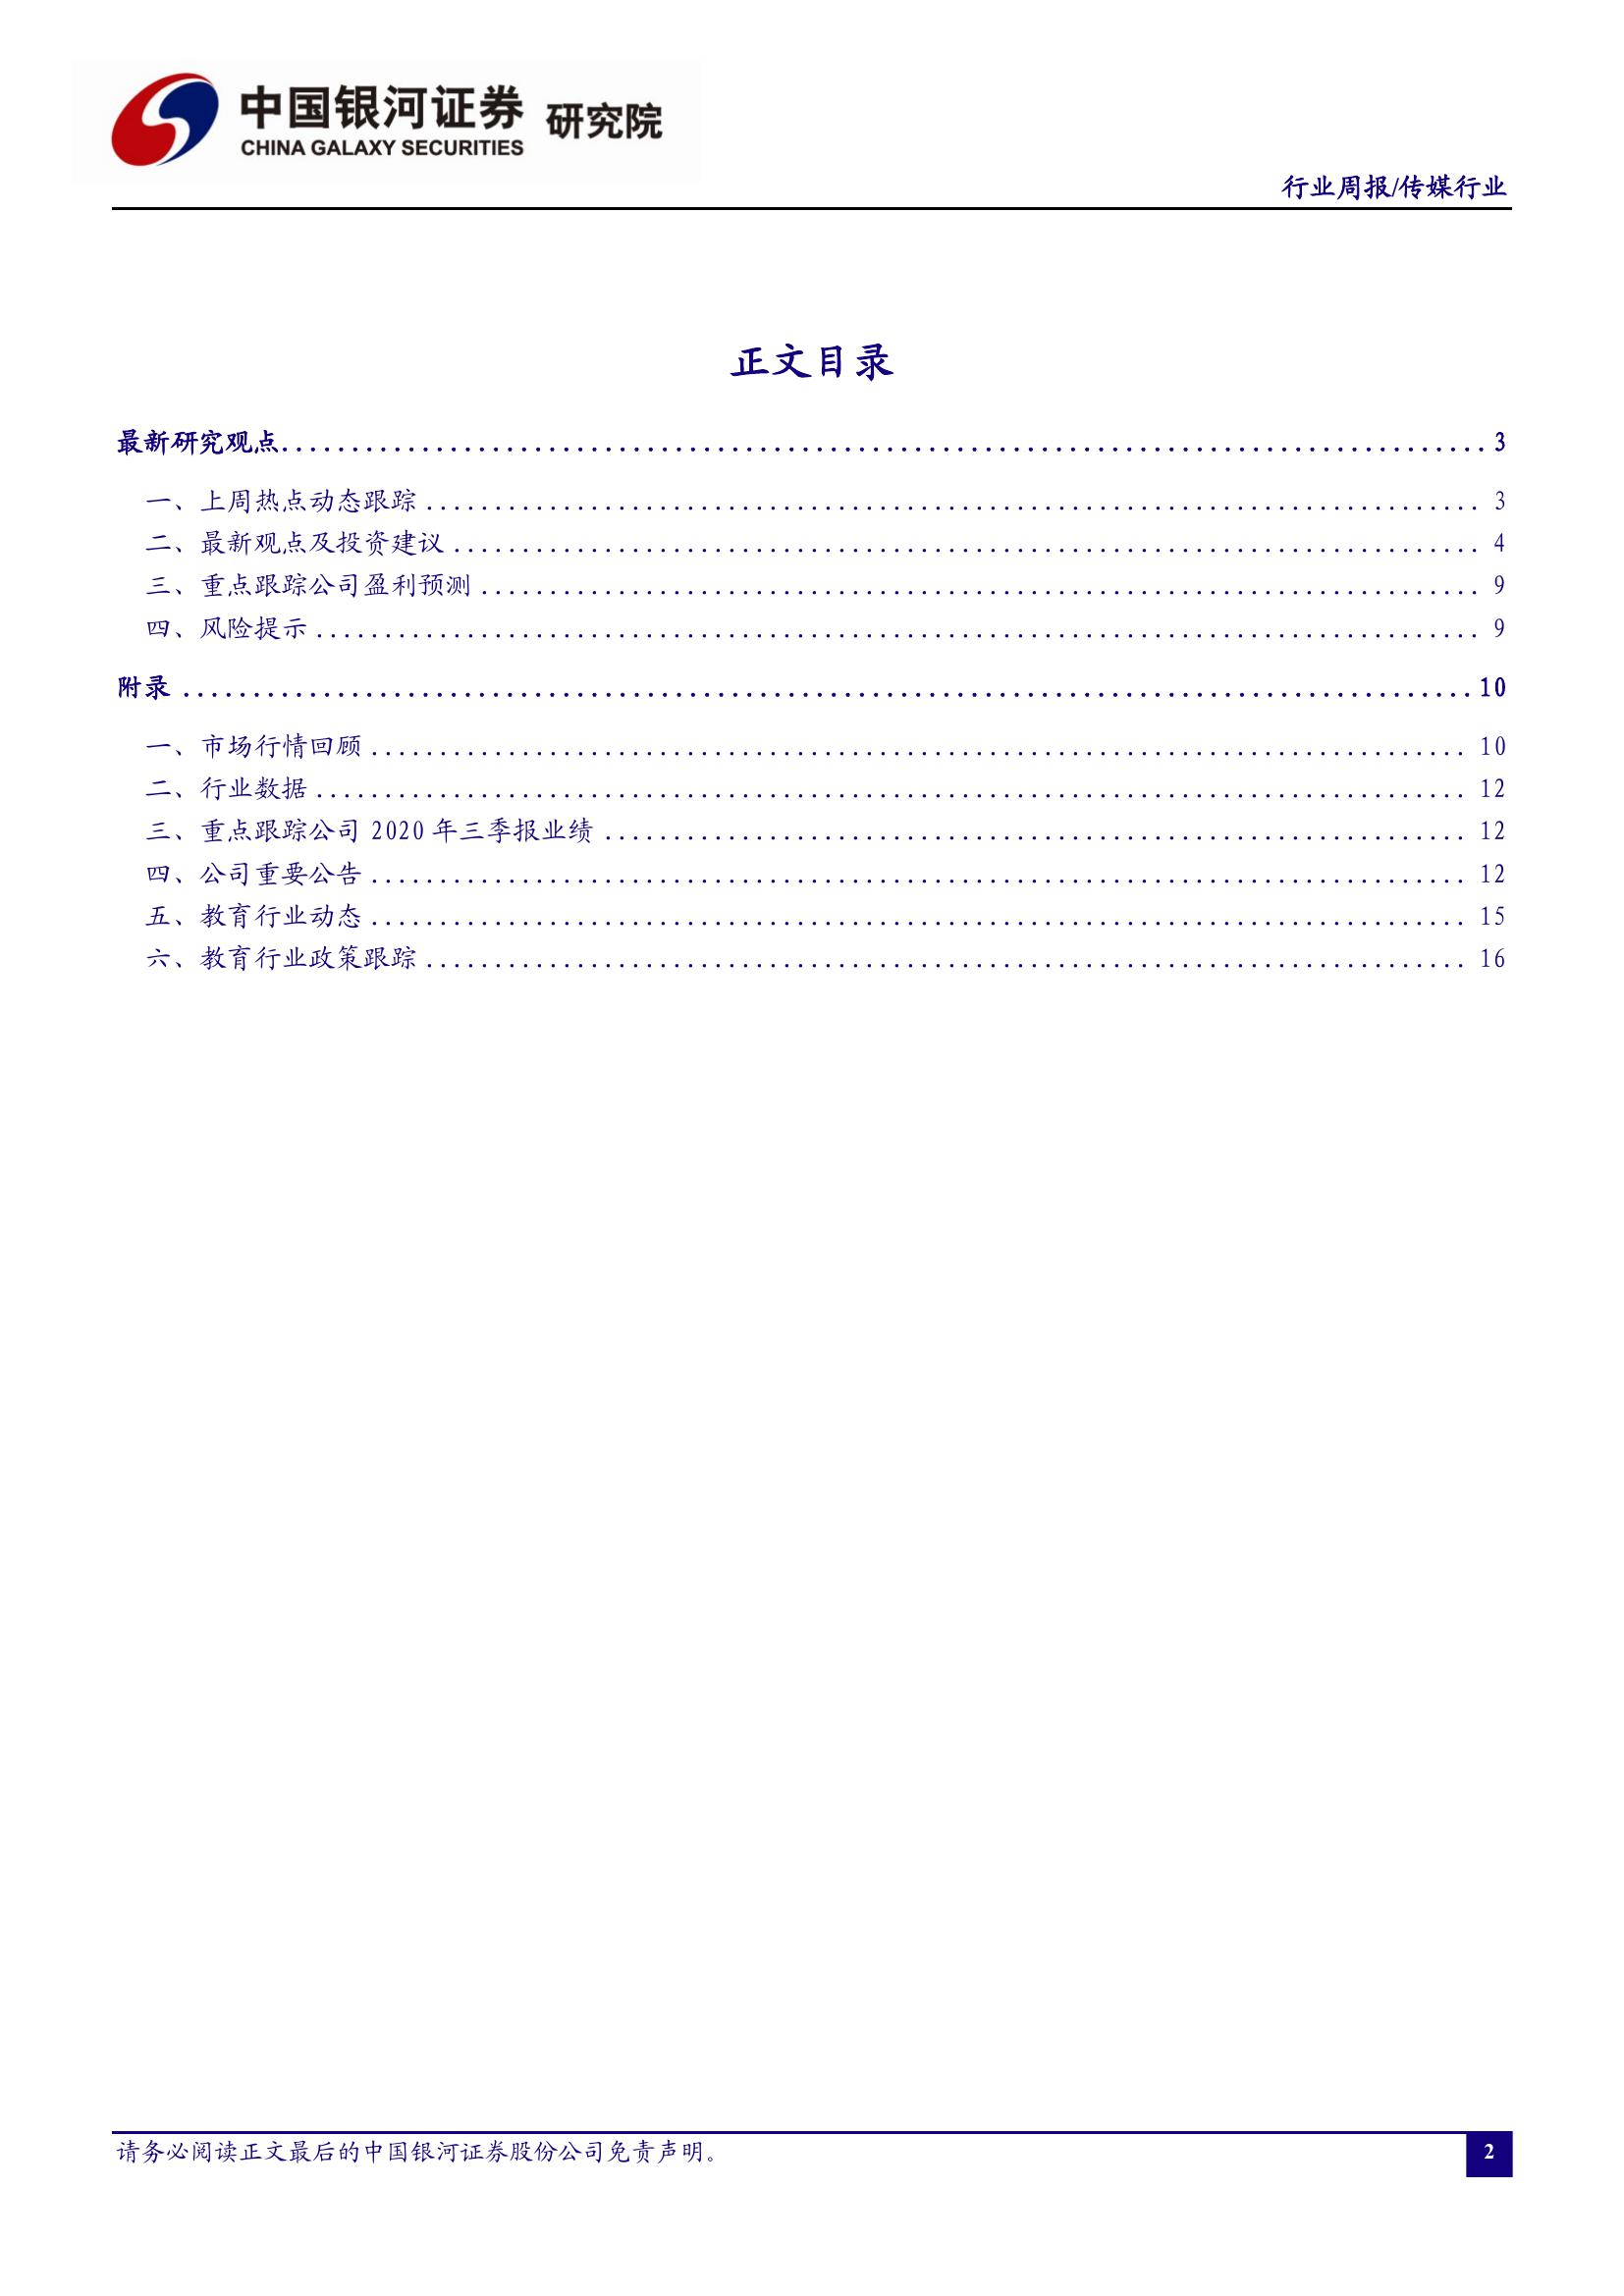 中国银河证券 研究院
CHINA GALAXY SECURITIES
行业周报/传媒行业
正文目录
最新研究观点........................................................................................ 3
一、上周热点动态跟踪 ............................................................................. 3
二、最新观点及投资建议 ........................................................................... 4
三、重点跟踪公司盈利预测 ......................................................................... 9
四、风险提示 ..................................................................................... 9
附录 ............................................................................................ 10
一、市场行情回顾 ................................................................................ 10
二、行业数据 .................................................................................... 12
三、重点跟踪公司 2020 年三季报业绩 ............................................................... 12
四、公司重要公告 ................................................................................ 12
五、教育行业动态 ................................................................................ 15
六、教育行业政策跟踪 ............................................................................ 16
请务必阅读正文最后的中国银河证券股份公司免责声明。
2